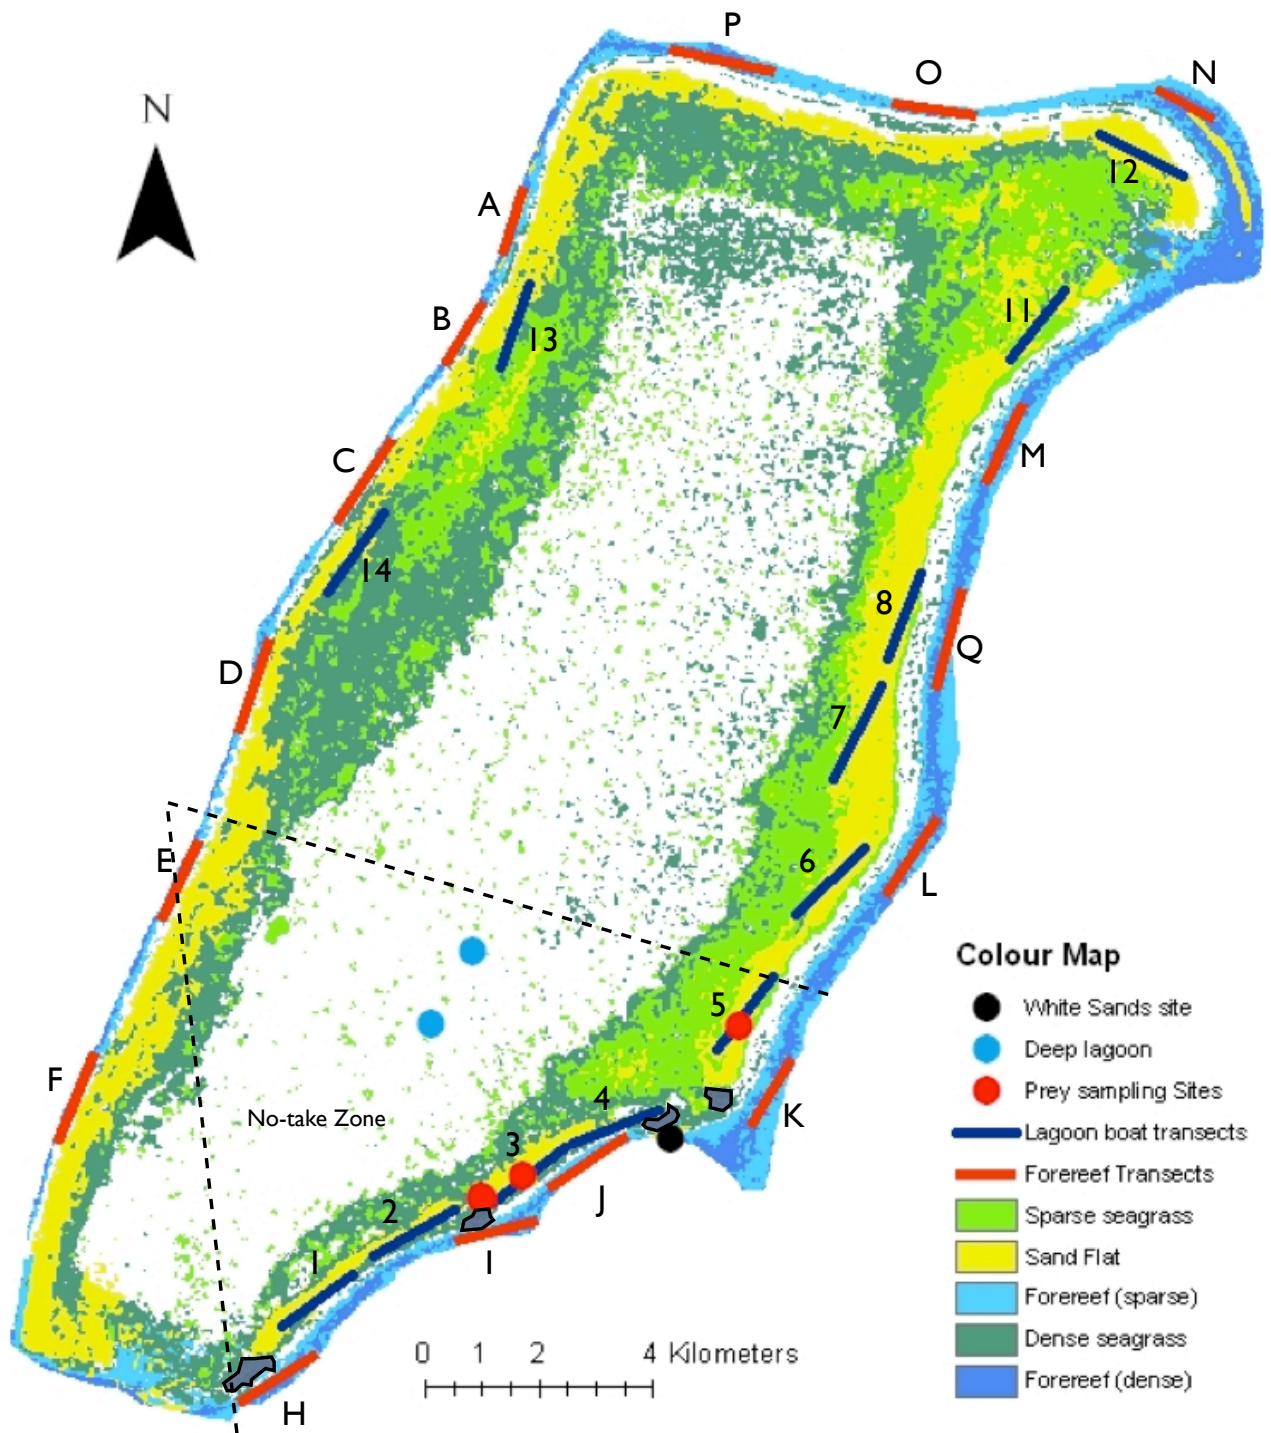 P
O
N
N
12
A
11
B
13
M
C
14
8
Q
D
7
E
6
L
Colour Map
5
White Sands site
Deep lagoon
F
4
Prey sampling Sites
No-take Zone
K
3
Lagoon boat transects
Forereef Transects
J
2
Sparse seagrass
1
I
Sand Flat
Forereef (sparse)
Dense seagrass
0 1 2 4 Kilometers
Forereef (dense)
H